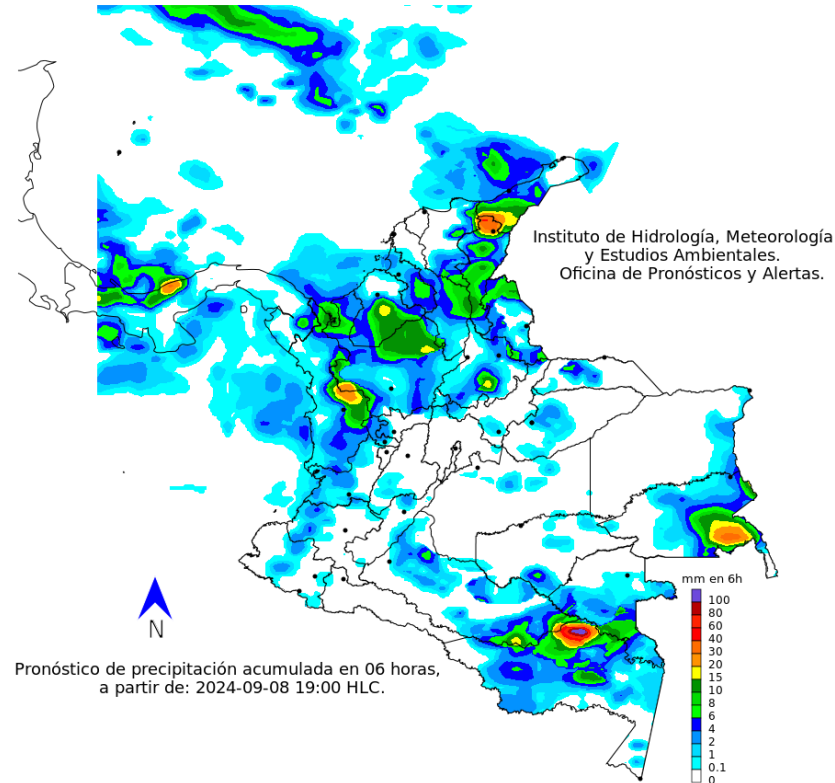 Instituto de Hidrología, Meteorología
y Estudios Ambientales.
Oficina de Pronósticos y Alertas.
N
Pronóstico de precipitación acumulada en 06 horas,
a partir de: 2024-09-08 19:00 HLC.
mm en 6h
100
80
60
40
30
20
15
10
8
6
4
2
1
0.1
0